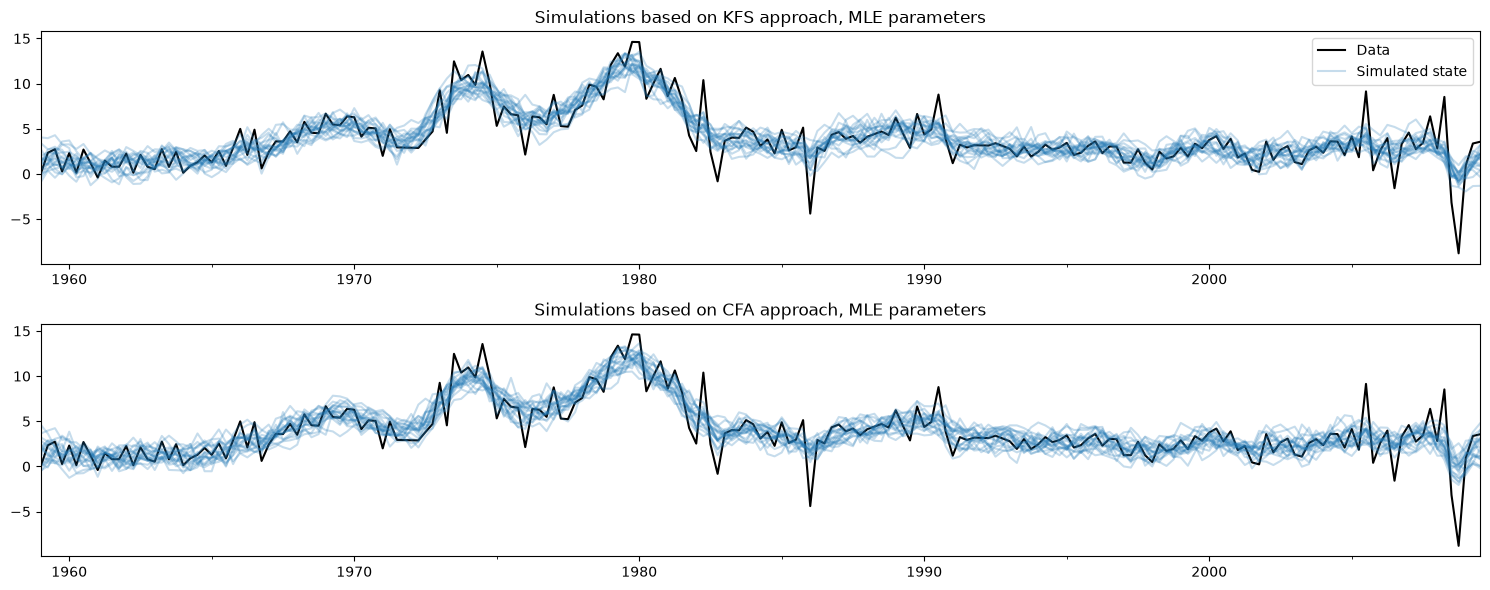 Simulations based on KFS approach, MLE parameters
15
10
5
0
−5
Data
Simulated state
1960 1970 1980 1990 2000
Simulations based on CFA approach, MLE parameters
15
10
5
0
−5
1960 1970 1980 1990 2000